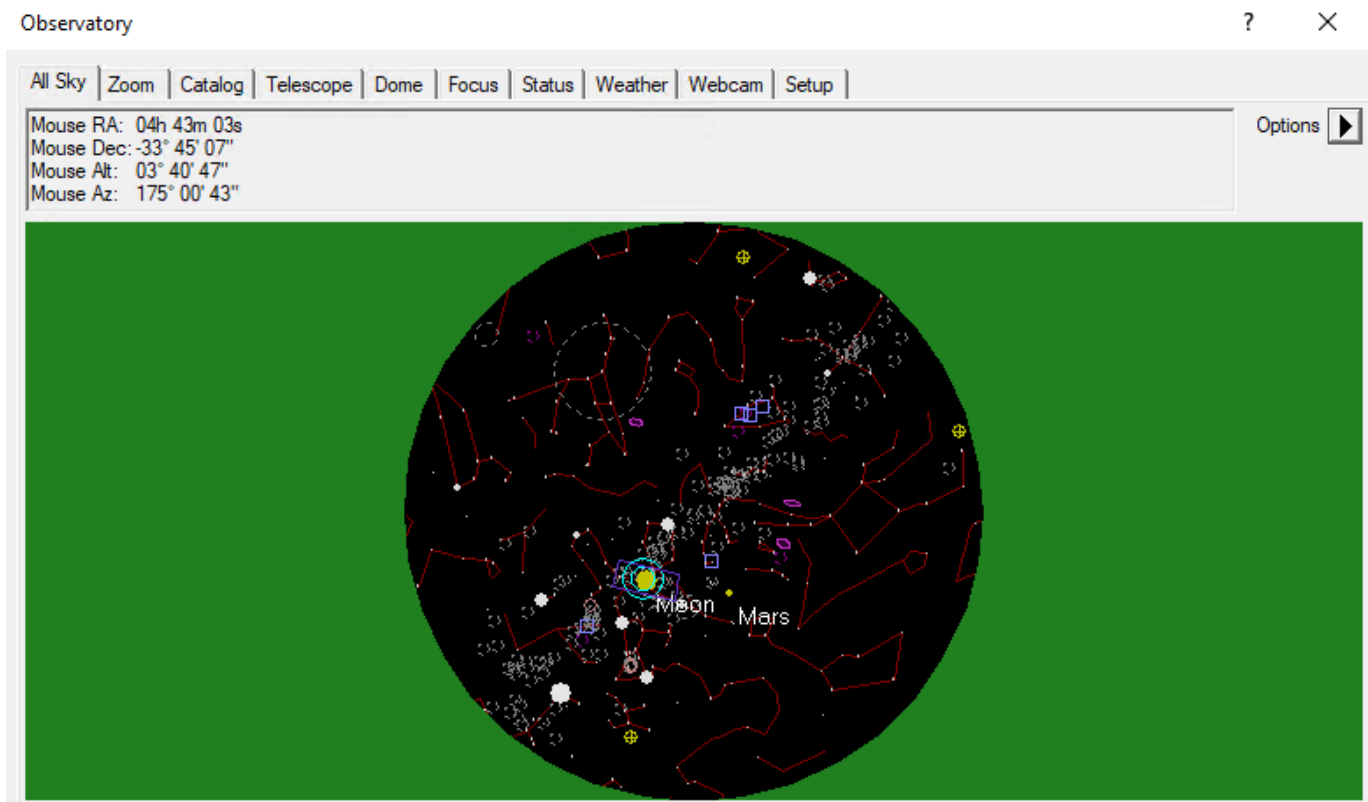 Observatory ? ×
All Sky Zoom Catalog Telescope Dome Focus Status Weather Webcam Setup
Mouse RA: 04h 43m 03s
Options
Mouse Dec: -33° 45' 07"
Mouse Alt: 03° 40' 47"
Mouse Az: 175° 00' 43"
Moon
Mars